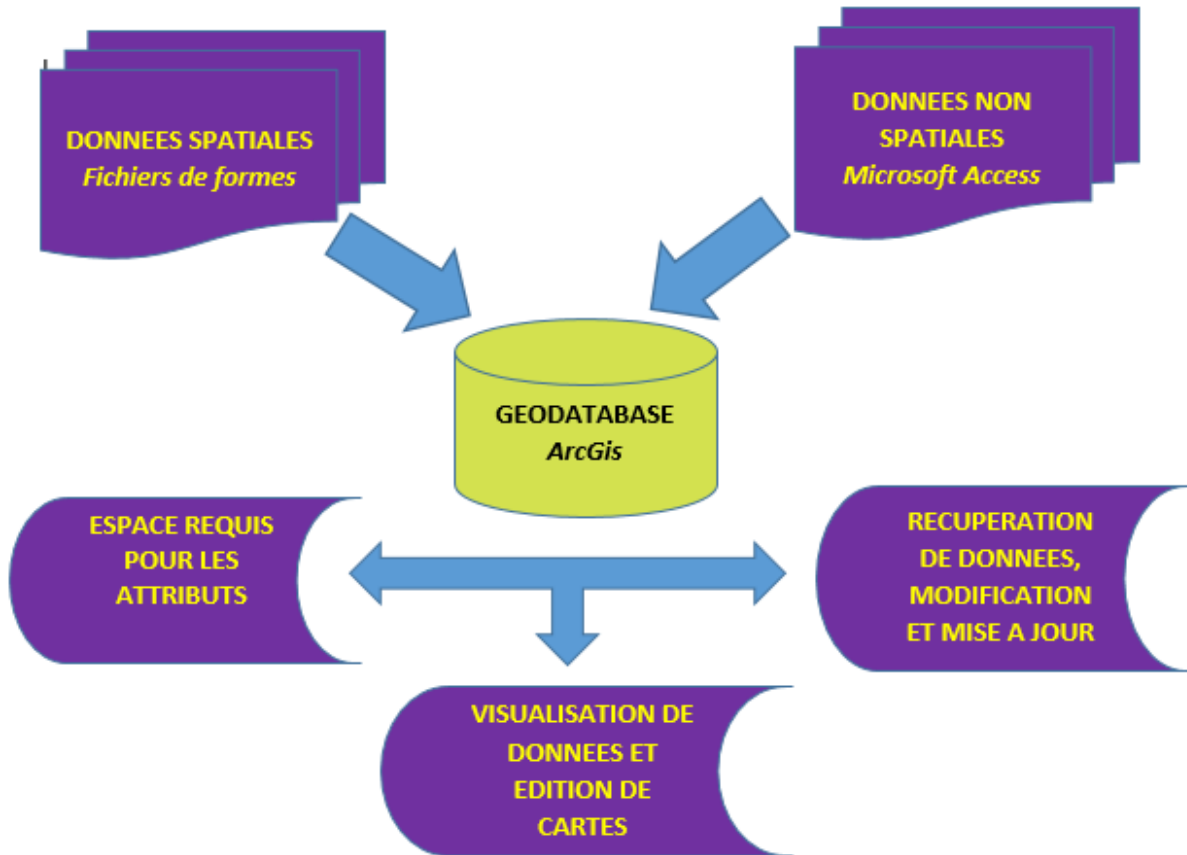 DONNEES SPATIALES
Fichiers de formes
DONNEES NON
SPATIALES
Microsoft Access
GEODATABASE
ArcGis
ESPACE REQUIS
POUR LES
ATTRIBUTS
RECUPERATION
DE DONNEES,
MODIFICATION
ET MISE A JOUR
VISUALISATION DE
DONNEES ET
EDITION DE
CARTES